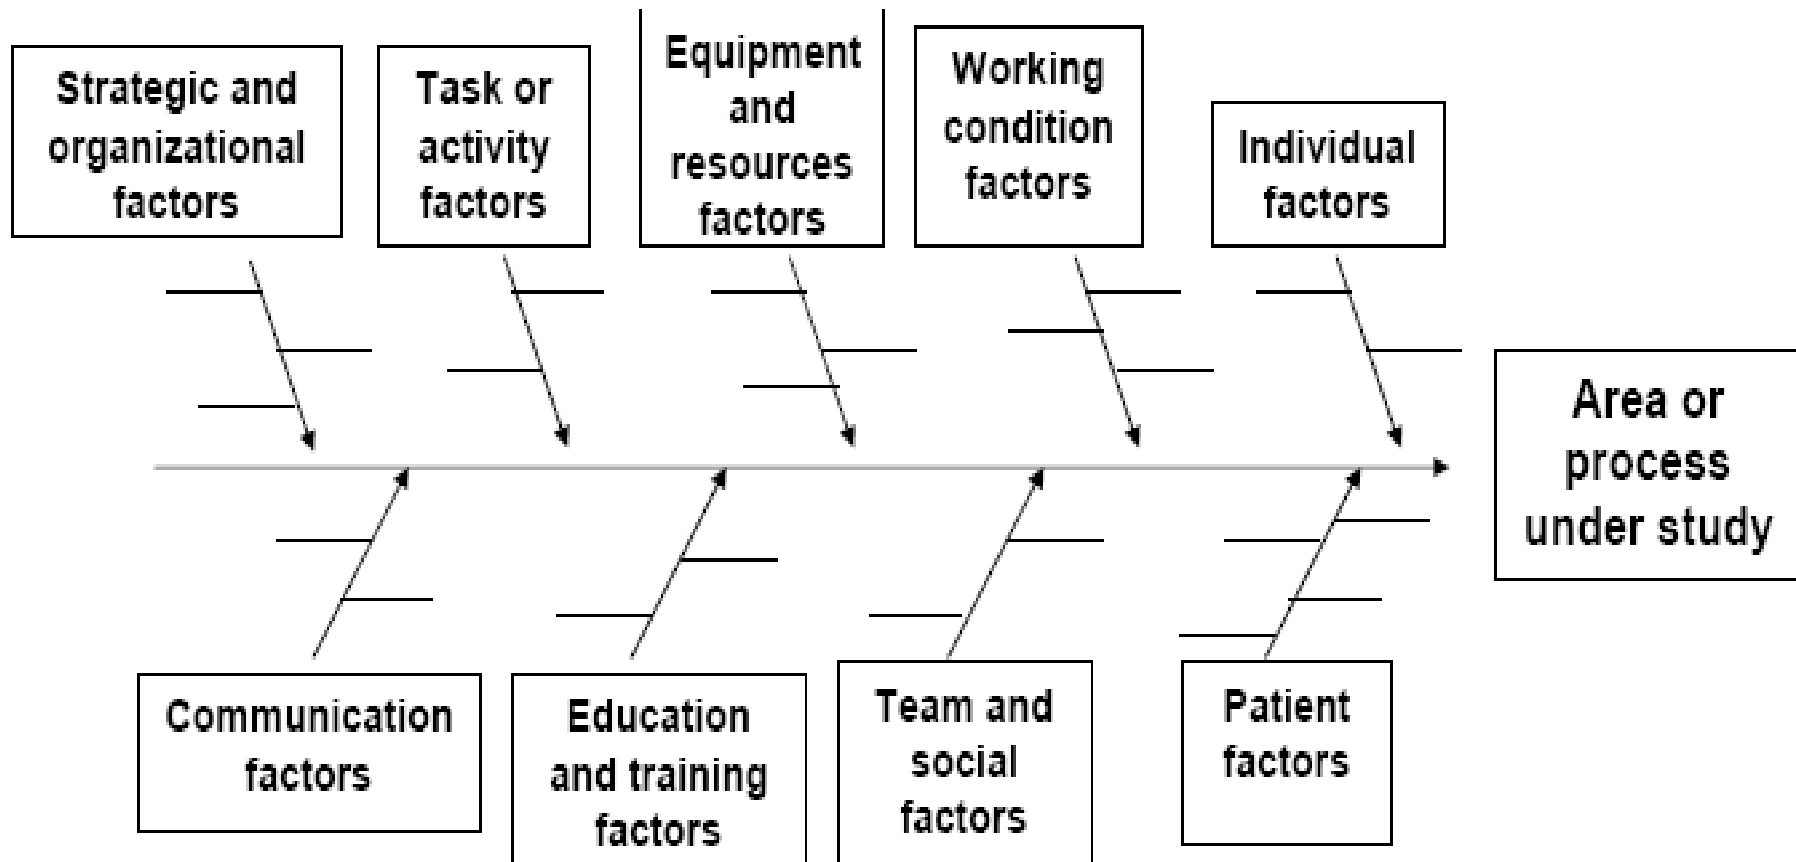 Strategic and
organizational
factors
Task or
activity
factors
Equipment
and
resources
factors
Working
condition
factors
Individual
factors
Area or
process
under study
Communication
factors
Education
and training
factors
Team and
social
factors
Patient
factors